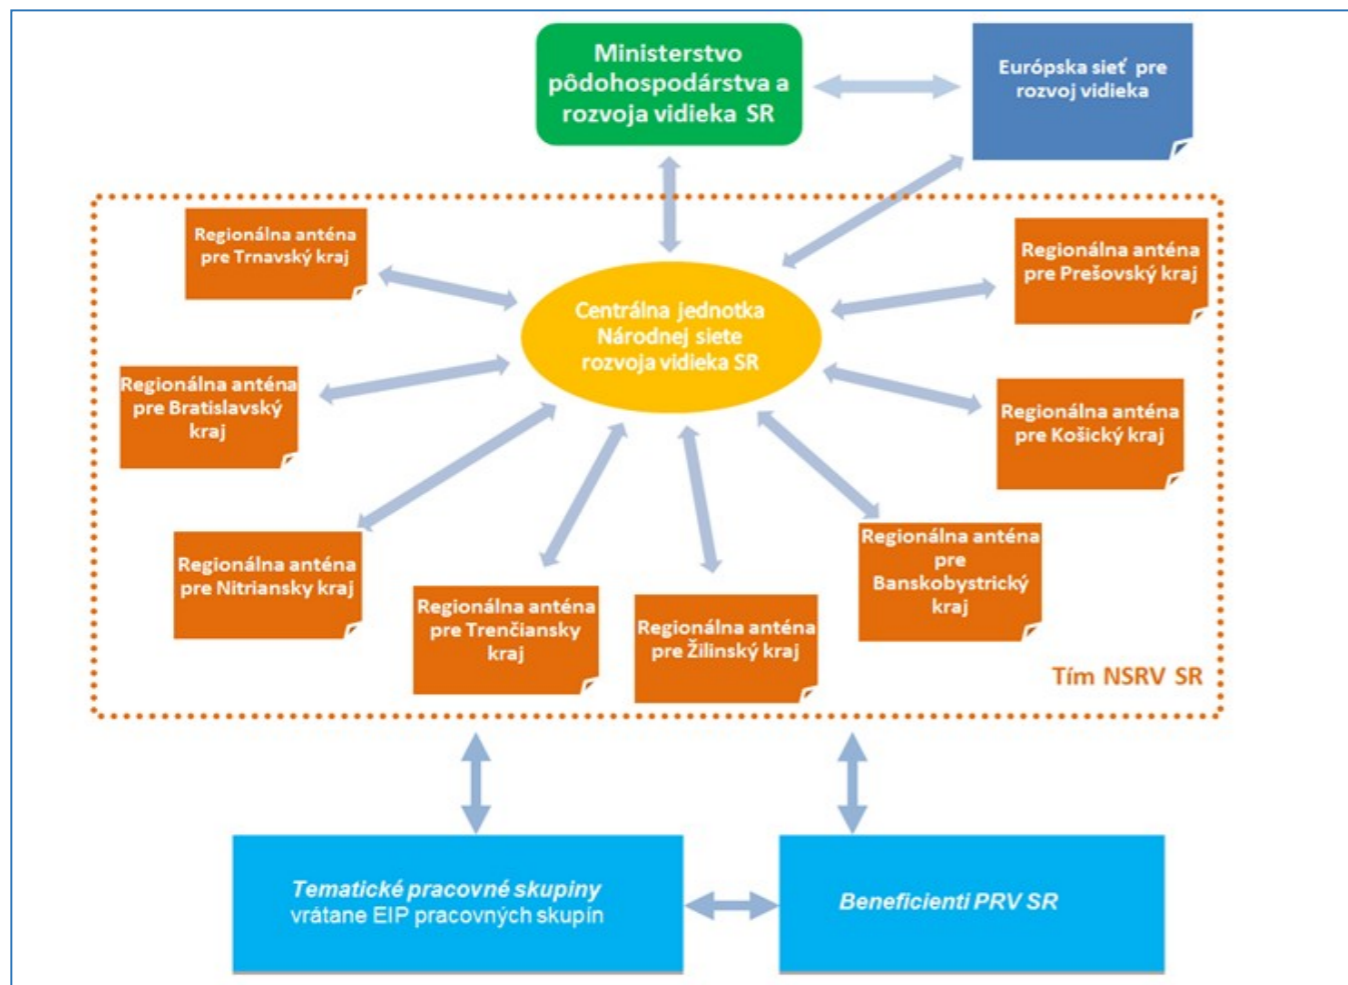 Ministerstvo
pôdohospodárstva a
rozvoja vidieka SR
Európska sieť pre
rozvoj vidieka
Regionálna anténa
pre Trnavský kraj
Regionálna anténa
pre Prešovský kraj
Centrálna jednotka
Národnej siete
rozvoja vidieka SR
Regionálna anténa
pre Bratislavský
kraj
Regionálna anténa
pre Košický kraj
Regionálna anténa
pre Nitriansky kraj
Regionálna anténa
pre Trenčiansky
kraj
Regionálna anténa
pre Žilinský kraj
Regionálna anténa
pre
Banskobystrický
kraj
Tím NSRV SR
Tematické pracovné skupiny
vrátane EIP pracovných skupín
Beneficienti PRV SR